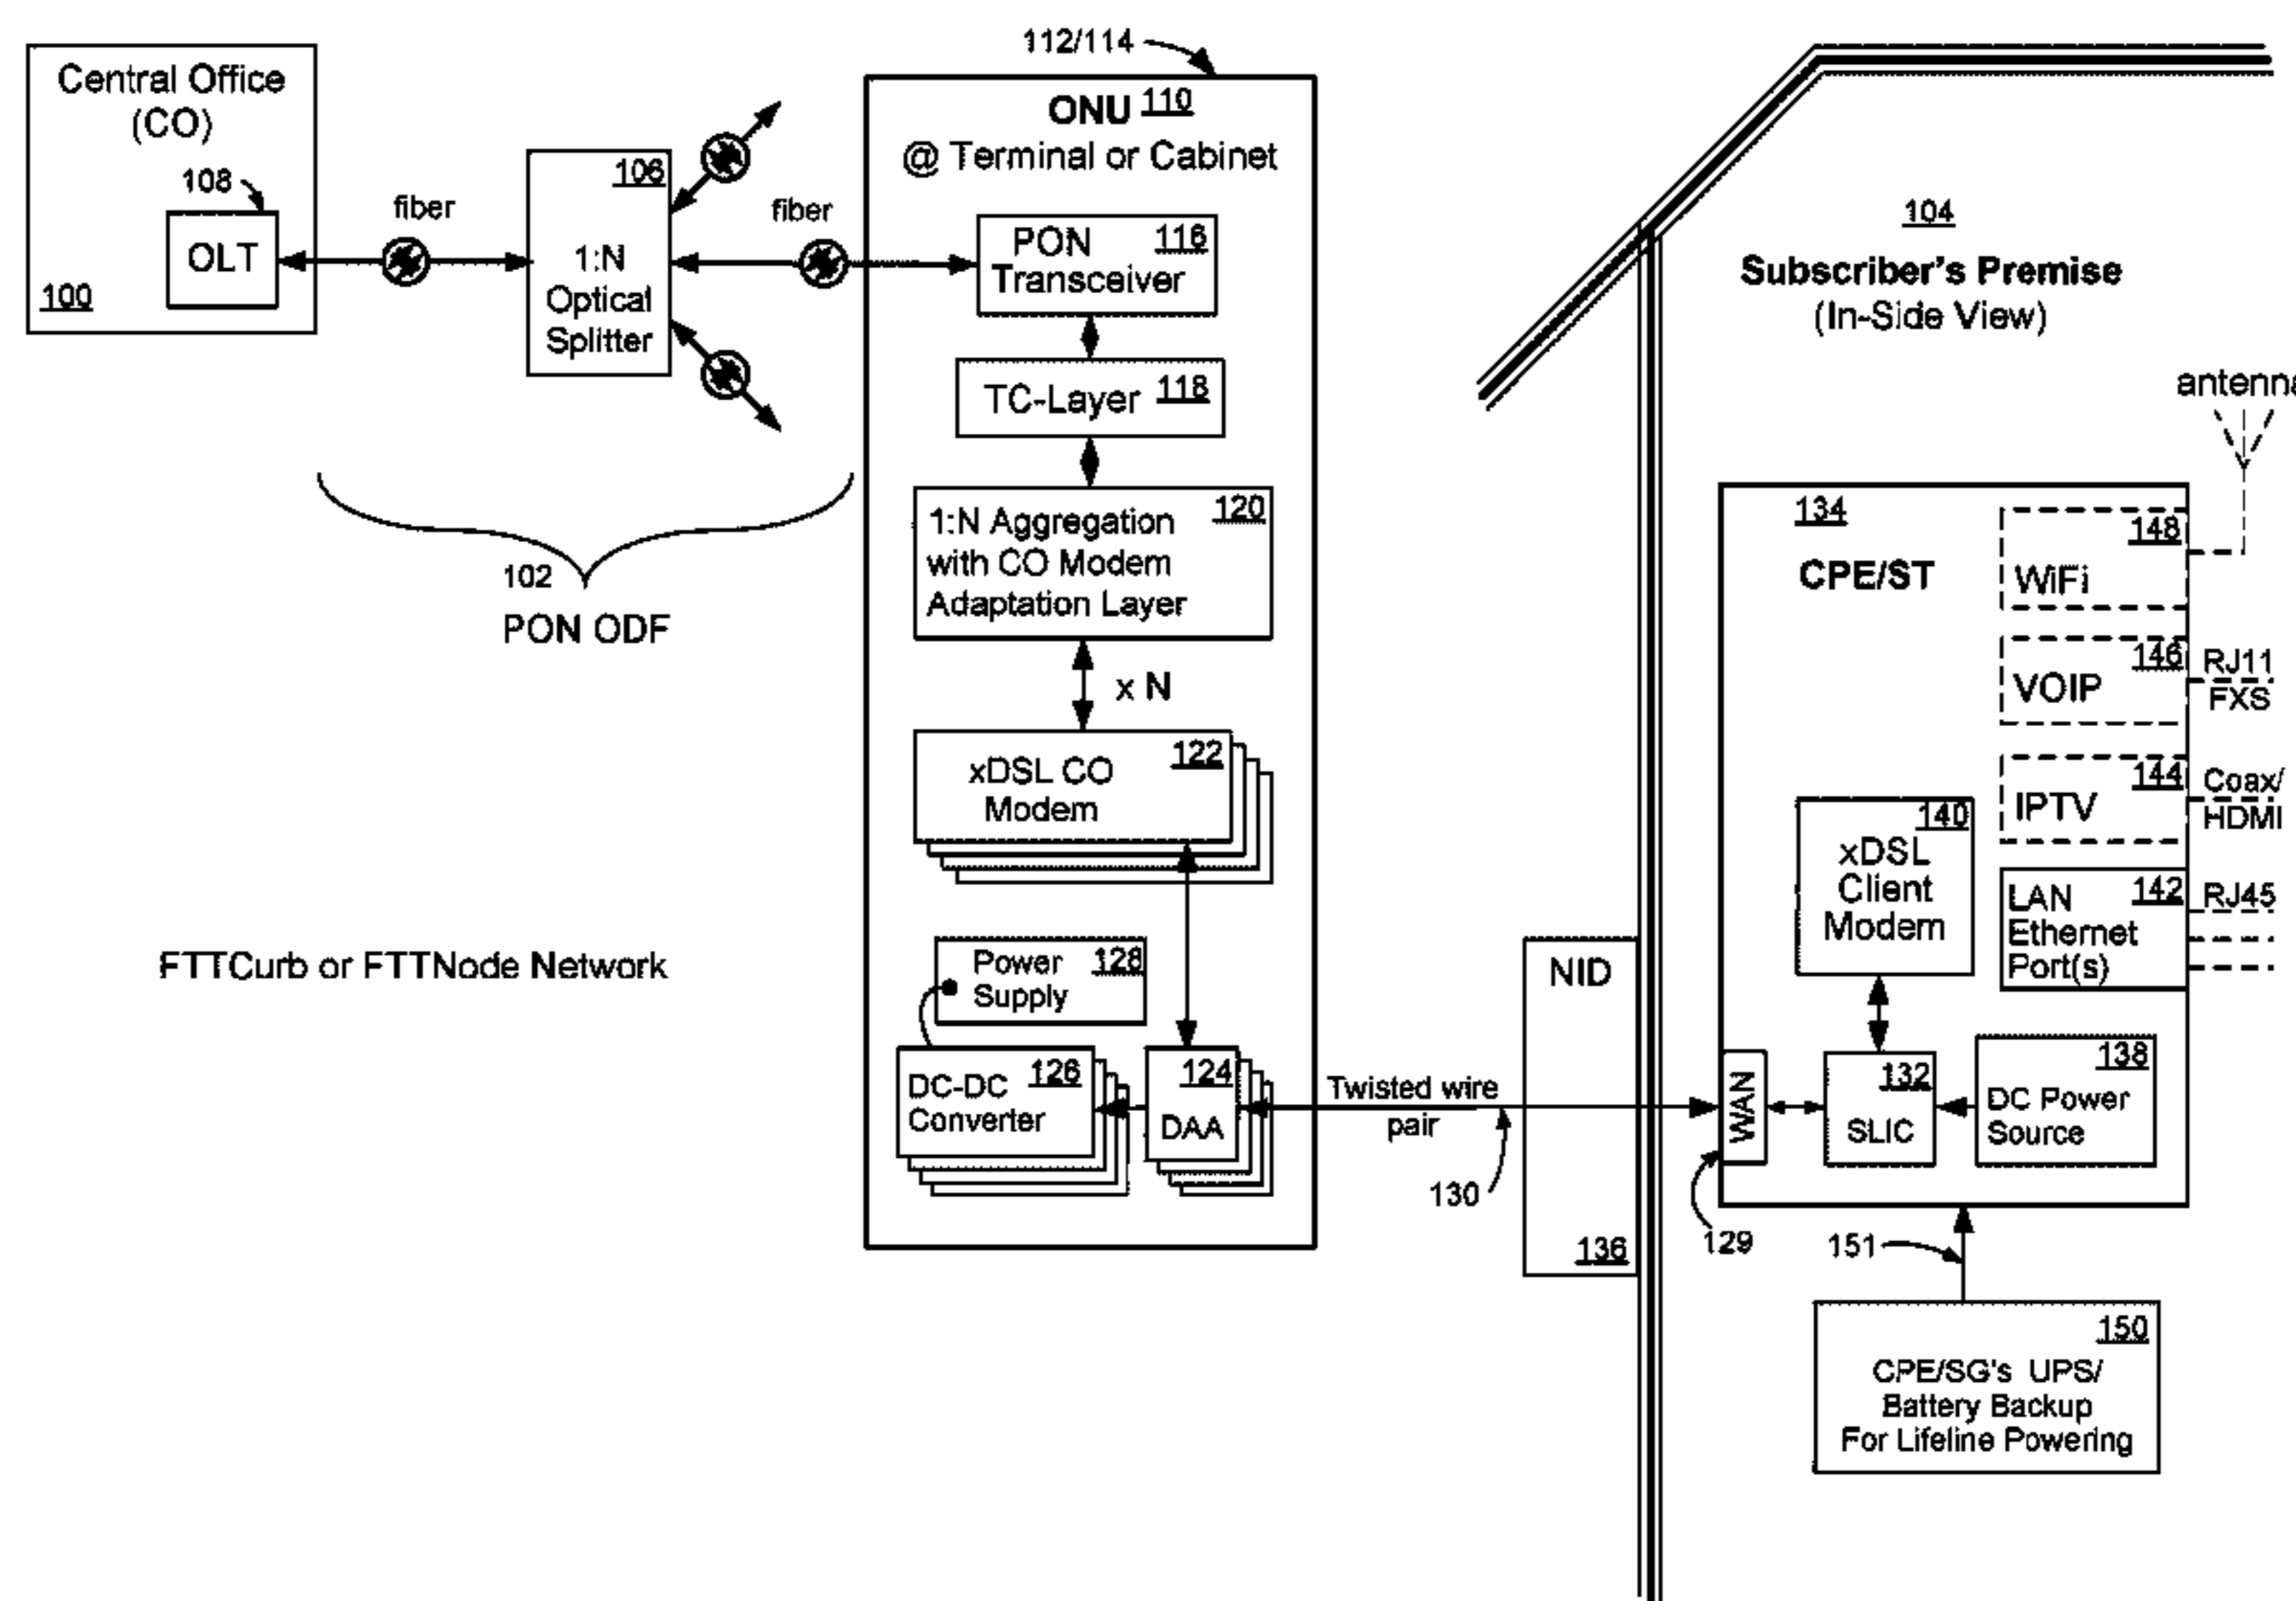 Central Office
(CO)
108
OLT
100
fiber
106
1:N
Optical
Splitter
fiber
102
PON ODF
FTTCurb or FTTNode Network
112/114
ONU 110
@ Terminal or Cabinet
PON 116
Transceiver
TC-Layer 118
120
1:N Aggregation
with CO Modem
Adaptation Layer
x N
122
xDSL CO
Modem
Power 128
Supply
DC-DC 126
Converter
124
DAA
Twisted wire
pair
130
NID
136
104
Subscriber's Premise
(In-Side View)
antenna
134
CPE/ST
148
WiFi
146
VOIP
RJ11
FXS
144
IPTV
Coax/
HDMI
140
xDSL
Client
Modem
LAN 142
Ethernet
Port(s)
RJ45
WAN
129
132
SLIC
138
DC Power
Source
151
150
CPE/SG's UPS/
Battery Backup
For Lifeline Powering